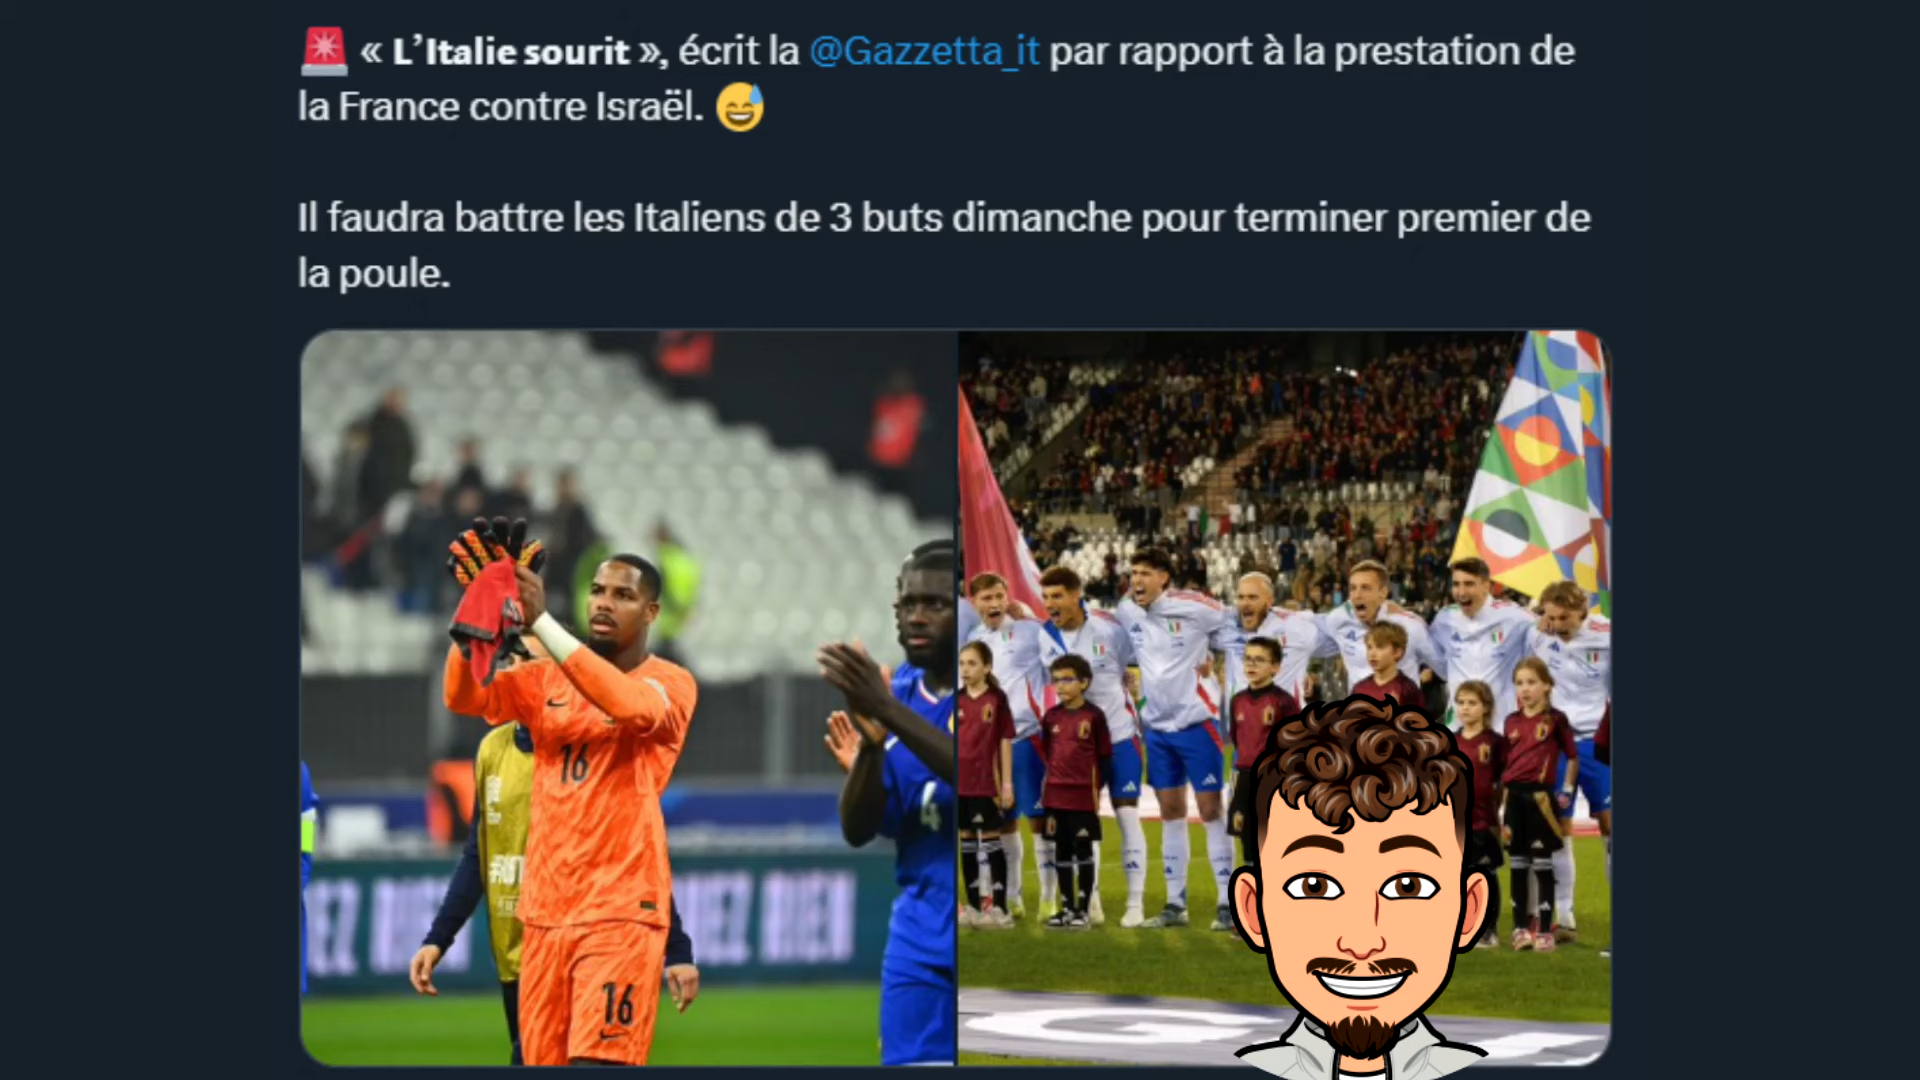 🚨 « L’Italie sourit », écrit la @Gazzetta_it par rapport à la prestation de
la France contre Israël. 😅
Il faudra battre les Italiens de 3 buts dimanche pour terminer premier de
la poule.
16
16
4